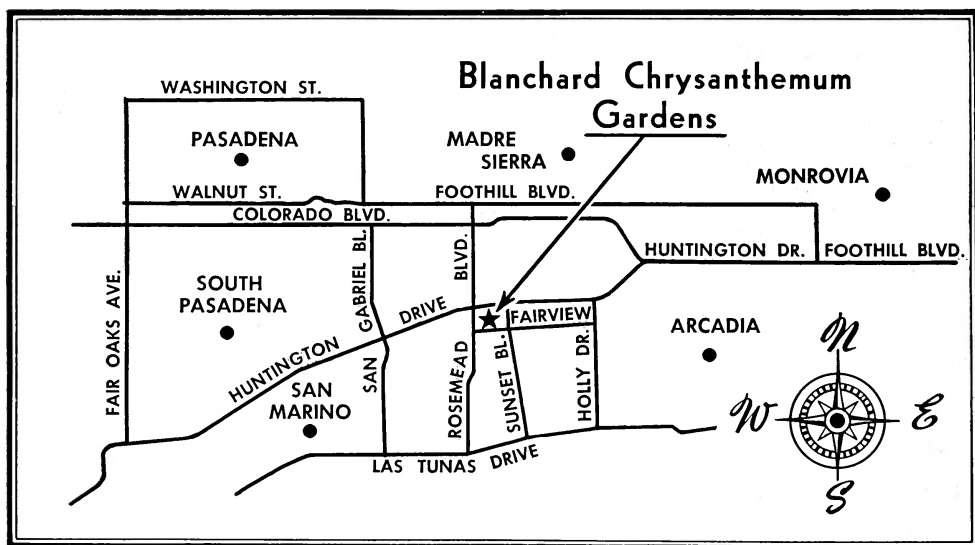 Blanchard Chrysanthemum
Gardens
WASHINGTON ST.
PASADENA
MADRE
SIERRA
MONROVIA
WALNUT ST.
FOOTHILL BLVD.
COLORADO BLVD.
HUNTINGTON DR.
FOOTHILL BLVD.
FAIR OAKS AVE.
SOUTH
PASADENA
SAN GABRIEL BL.
HUNTINGTON DRIVE
ROSEMEAD BLVD.
FAIRVIEW
SUNSET BL.
HOLLY DR.
ARCADIA
SAN
MARINO
LAS TUNAS DRIVE
N
W
E
S